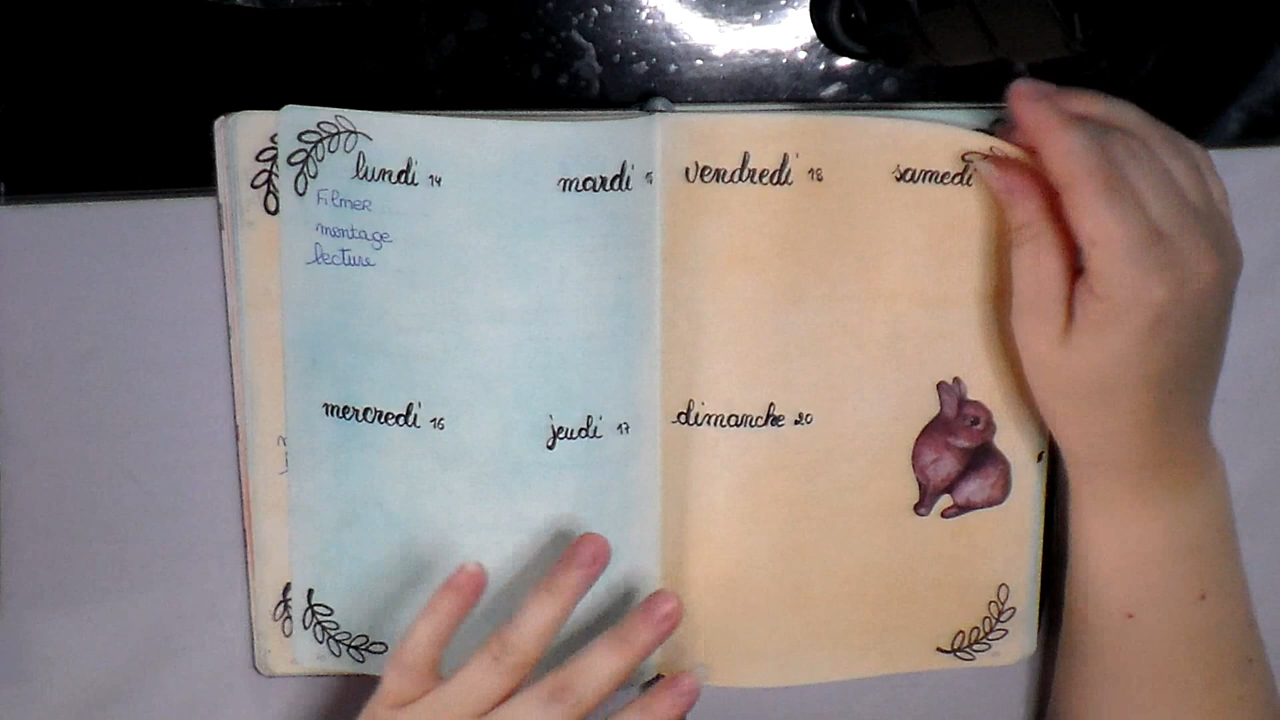 lundi 14
Filmer
montage
lecture
mardi
mercredi 16
jeudi 17
vendredi 18
samedi
dimanche 20